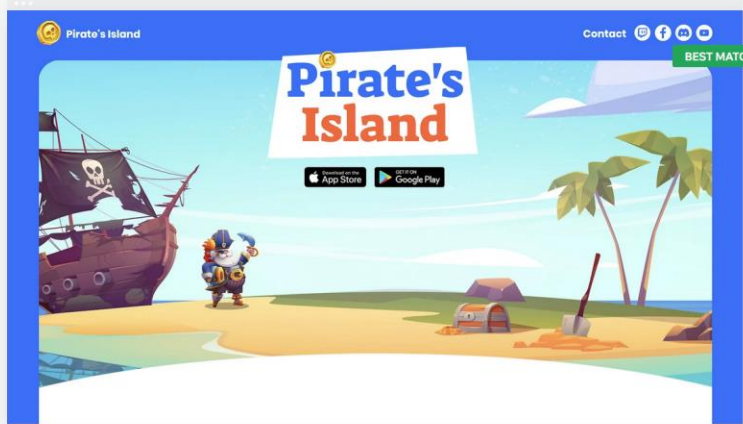 Pirate's Island
Contact
BEST MATC
Pirate's
Island
Download on the
App Store
GET IT ON
Google Play